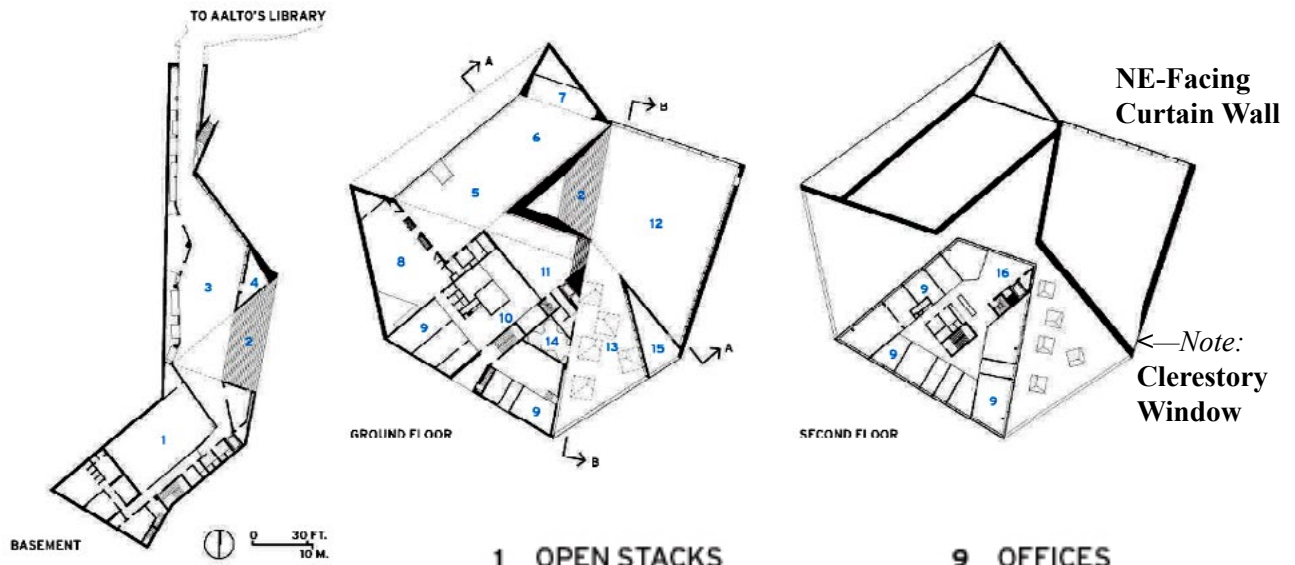 TO AALTO'S LIBRARY
3
4
2
1
BASEMENT
0 30 FT.
10 M.
A
B
7
6
5
2
12
8
11
9
10
14
13
15
A
9
GROUND FLOOR
B
NE-Facing
Curtain Wall
16
9
9
9
<—Note:
Clerestory
Window
SECOND FLOOR
1 OPEN STACKS
9 OFFICES